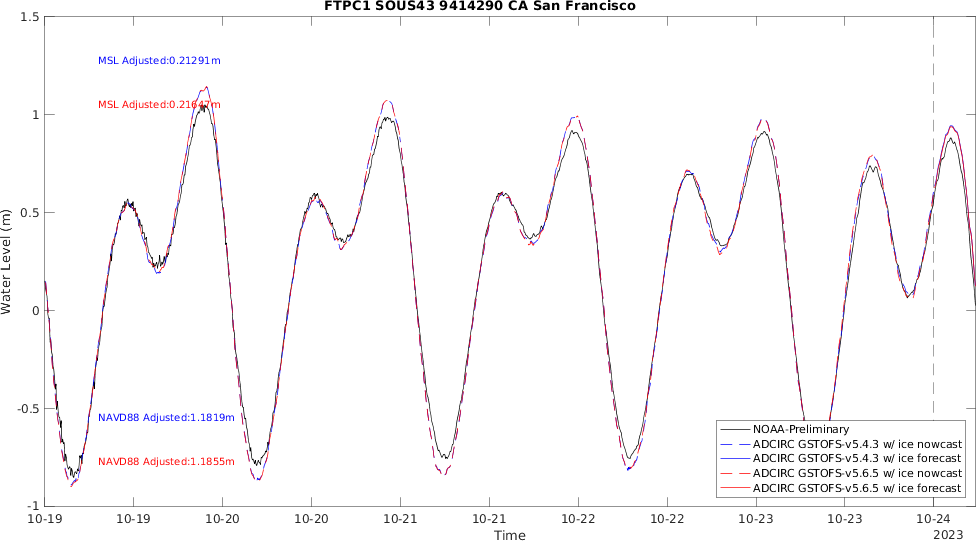 FTPC1 SOUS43 9414290 CA San Francisco
1.5
MSL Adjusted:0.21291m
MSL Adjusted:0.21647m
1
0.5
Water Level (m)
0
-0.5
NAVD88 Adjusted:1.1819m
NAVD88 Adjusted:1.1855m
NOAA-Preliminary
ADCIRC GSTOFS-v5.4.3 w/ ice nowcast
ADCIRC GSTOFS-v5.4.3 w/ ice forecast
ADCIRC GSTOFS-v5.6.5 w/ ice nowcast
ADCIRC GSTOFS-v5.6.5 w/ ice forecast
-1
10-19 10-19 10-20 10-20 10-21 10-21 10-22 10-22 10-23 10-23 10-24
Time
2023